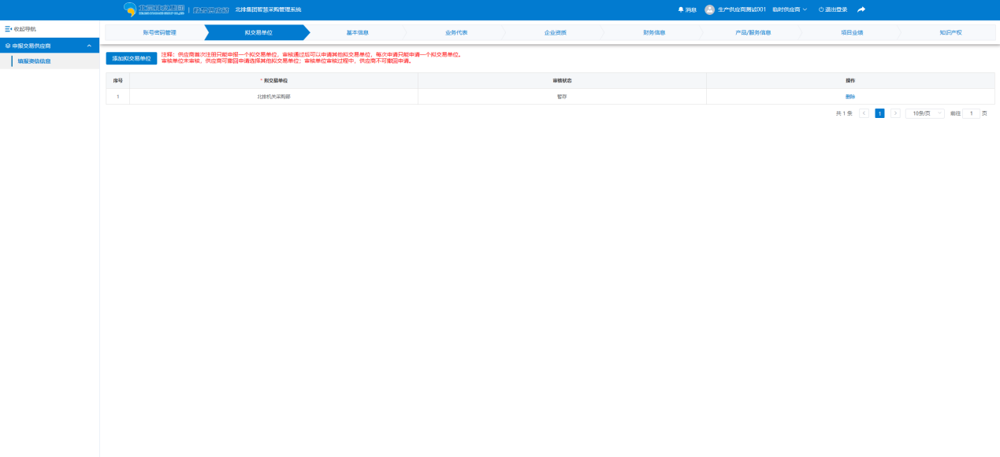 北京排水集团 | 数智供应链 北排集团智慧采购管理系统
消息 生产供应商测试001 临时供应商 退出登录
收起导航
申报交易供应商
填报资信信息
账号密码管理 拟交易单位 基本信息 业务代表 企业资质 财务信息 产品/服务信息 项目业绩 知识产权
添加拟交易单位
注释：供应商首次注册只能申报一个拟交易单位，审核通过后可以申请其他拟交易单位，每次申请只能申请一个拟交易单位。
审核单位未审核，供应商可撤回申请选择其他拟交易单位；审核单位审核过程中，供应商不可撤回申请。
序号 * 拟交易单位 审核状态 操作
1 北排机关采购部 暂存 删除
共 1 条 < 1 > 10条/页 前往 1 页